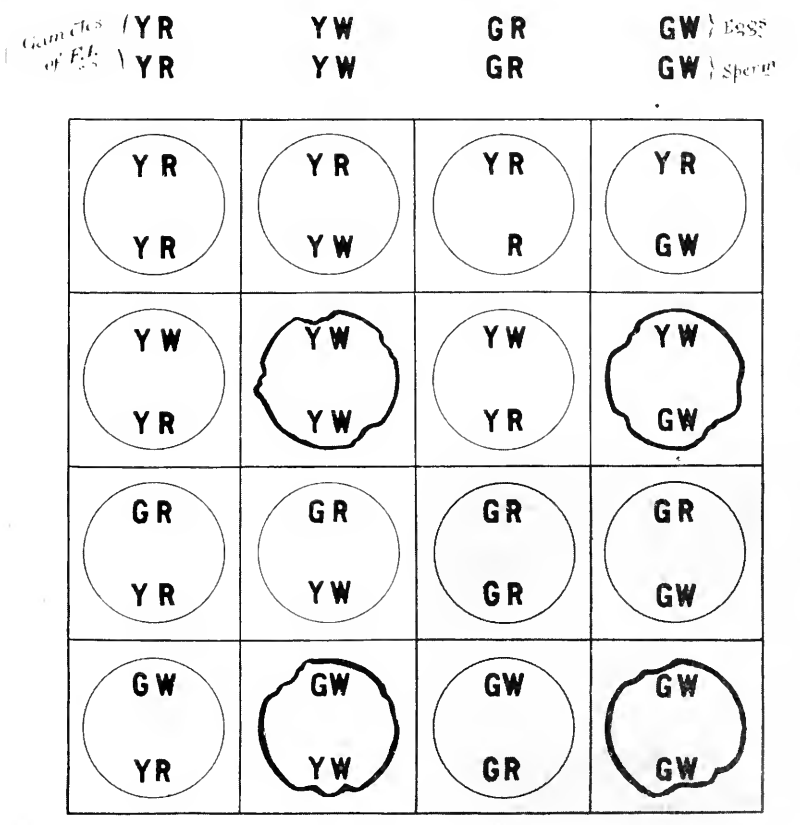 Gametes YR YW GR GW Eggs
of F.1. YR YW GR GW Sperm
YR YR YR YR
YR YW R GW
YW YW YW YW
YR YW YR GW
GR GR GR GR
YR YW GR GW
GW GW GW GW
YR YW GR GW